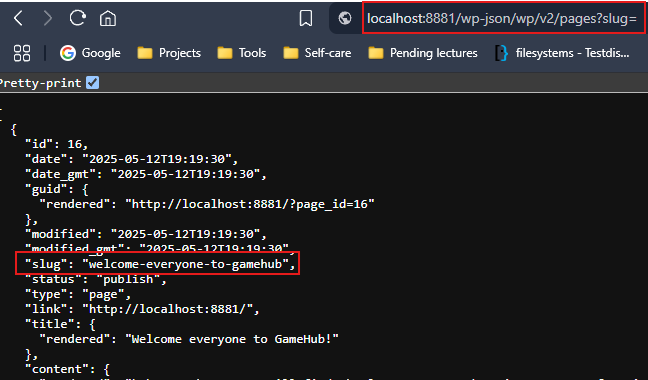 localhost:8881/wp-json/wp/v2/pages?slug=
Google Projects Tools Self-care Pending lectures filesystems - Testdis...
Pretty-print
[
{
"id": 16,
"date": "2025-05-12T19:19:30",
"date_gmt": "2025-05-12T19:19:30",
"guid": {
"rendered": "http://localhost:8881/?page_id=16"
},
"modified": "2025-05-12T19:19:30",
"modified_gmt": "2025-05-12T19:19:30",
"slug": "welcome-everyone-to-gamehub",
"status": "publish",
"type": "page",
"link": "http://localhost:8881/",
"title": {
"rendered": "Welcome everyone to GameHub!"
},
"content": {